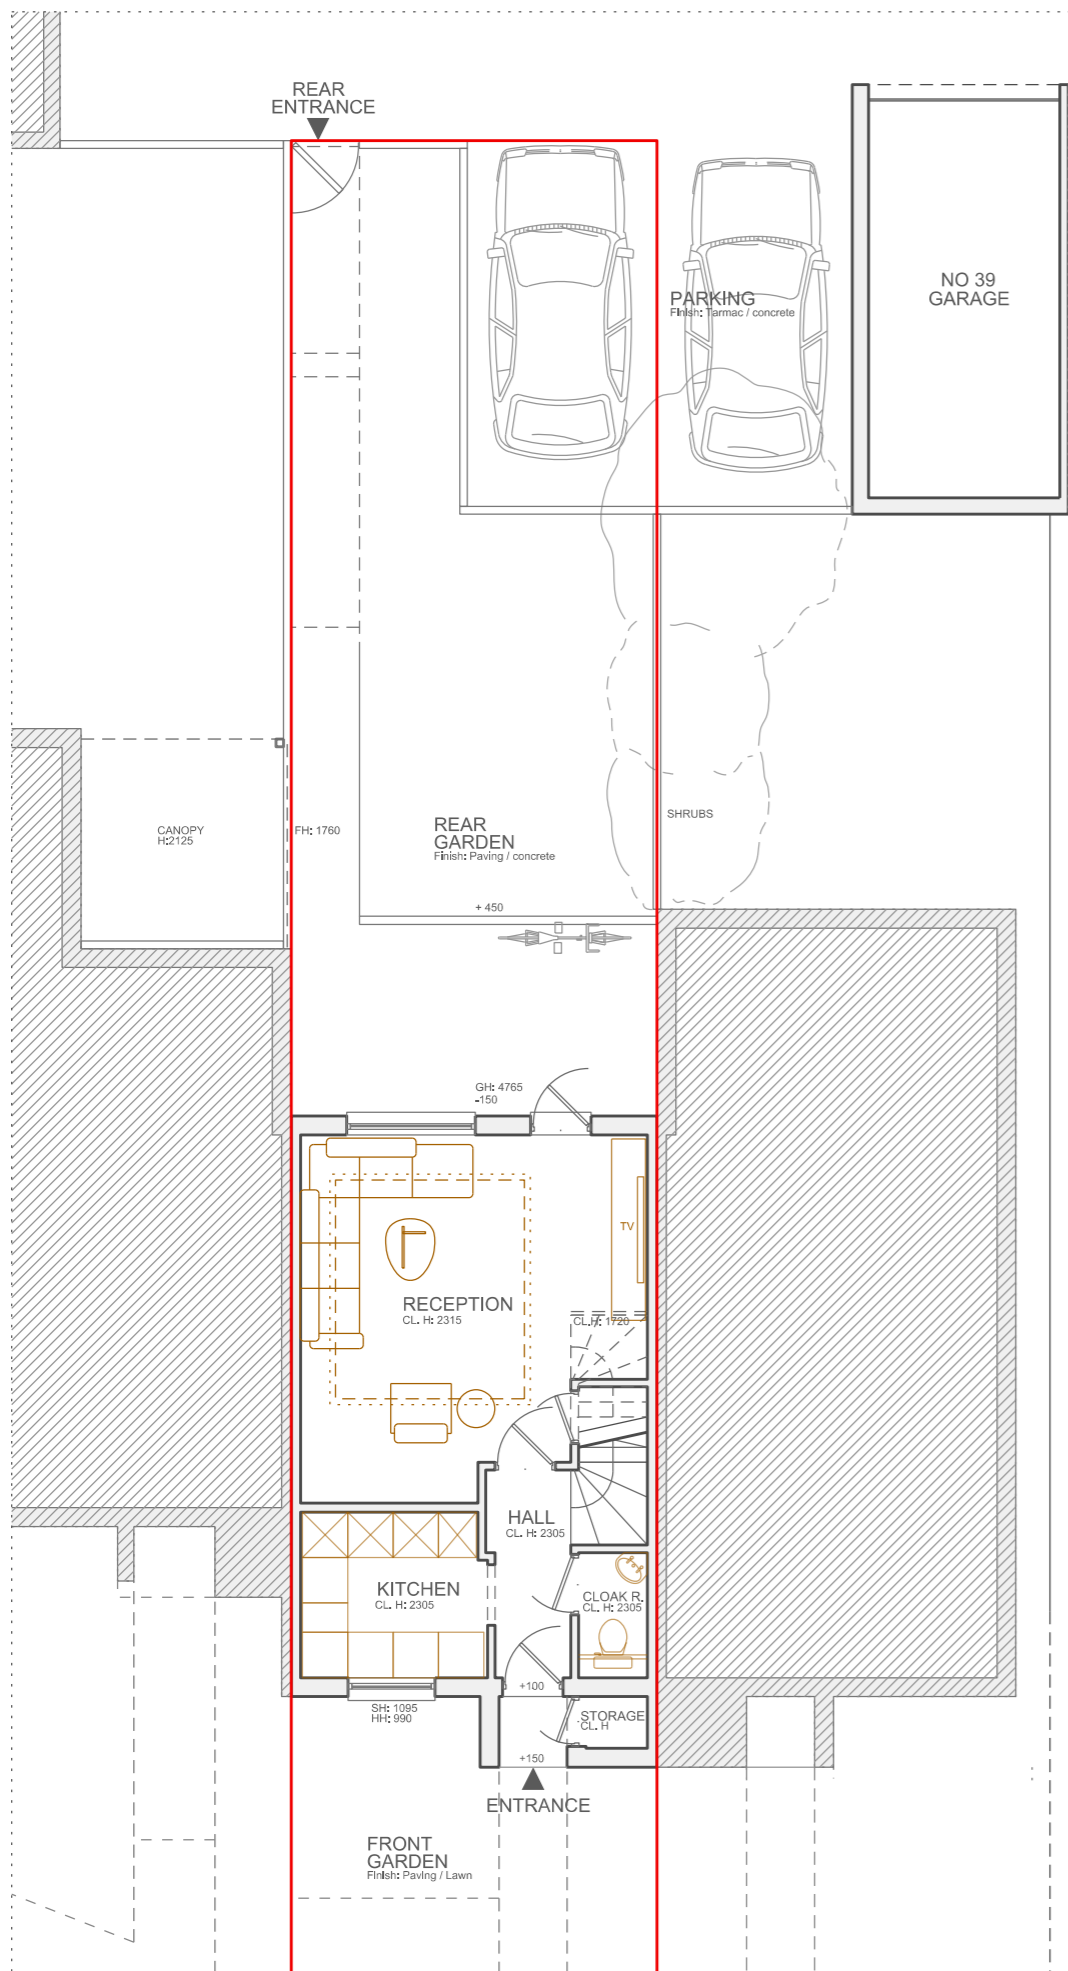 REAR
ENTRANCE
NO 39
GARAGE
PARKING
Finish: Tarmac / concrete
CANOPY
H:2125
FH: 1760
REAR
GARDEN
Finish: Paving / concrete
SHRUBS
+ 450
GH: 4765
-150
TV
RECEPTION
CL. H: 2315
CL.H: 1720
HALL
CL. H: 2305
KITCHEN
CL. H: 2305
CLOAK R.
CL. H: 2305
+100
SH: 1095
HH: 990
STORAGE
CL. H
+150
ENTRANCE
FRONT
GARDEN
Finish: Paving / Lawn